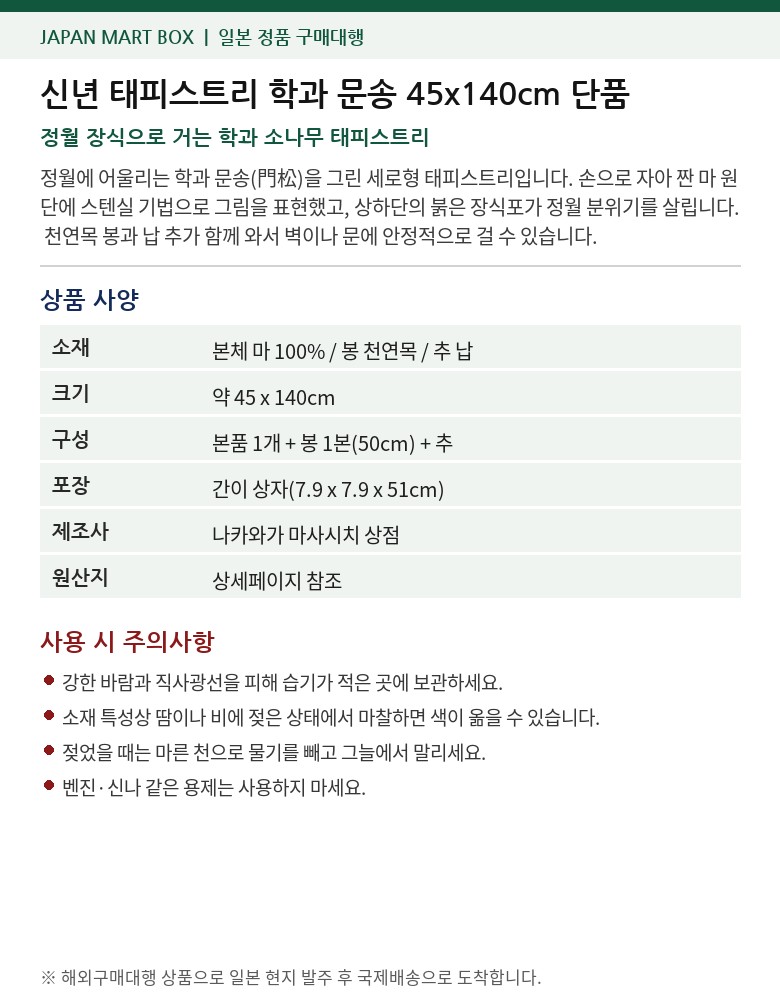 JAPAN MART BOX | 일본 정품 구매대행
신년 태피스트리 학과 문송 45x140cm 단품
정월 장식으로 거는 학과 소나무 태피스트리
정월에 어울리는 학과 문송(門松)을 그린 세로형 태피스트리입니다. 손으로 자아 짠 마 원
단에 스텐실 기법으로 그림을 표현했고, 상하단의 붉은 장식포가 정월 분위기를 살립니다.
천연목 봉과 납 추가 함께 와서 벽이나 문에 안정적으로 걸 수 있습니다.
상품 사양
소재 본체 마 100% / 봉 천연목 / 추 납
크기 약 45 x 140cm
구성 본품 1개 + 봉 1본(50cm) + 추
포장 간이 상자(7.9 x 7.9 x 51cm)
제조사 나카와가 마사시치 상점
원산지 상세페이지 참조
사용 시 주의사항
● 강한 바람과 직사광선을 피해 습기가 적은 곳에 보관하세요.
● 소재 특성상 땀이나 비에 젖은 상태에서 마찰하면 색이 옮을 수 있습니다.
● 젖었을 때는 마른 천으로 물기를 빼고 그늘에서 말리세요.
● 벤진·신나 같은 용제는 사용하지 마세요.
※ 해외구매대행 상품으로 일본 현지 발주 후 국제배송으로 도착합니다.